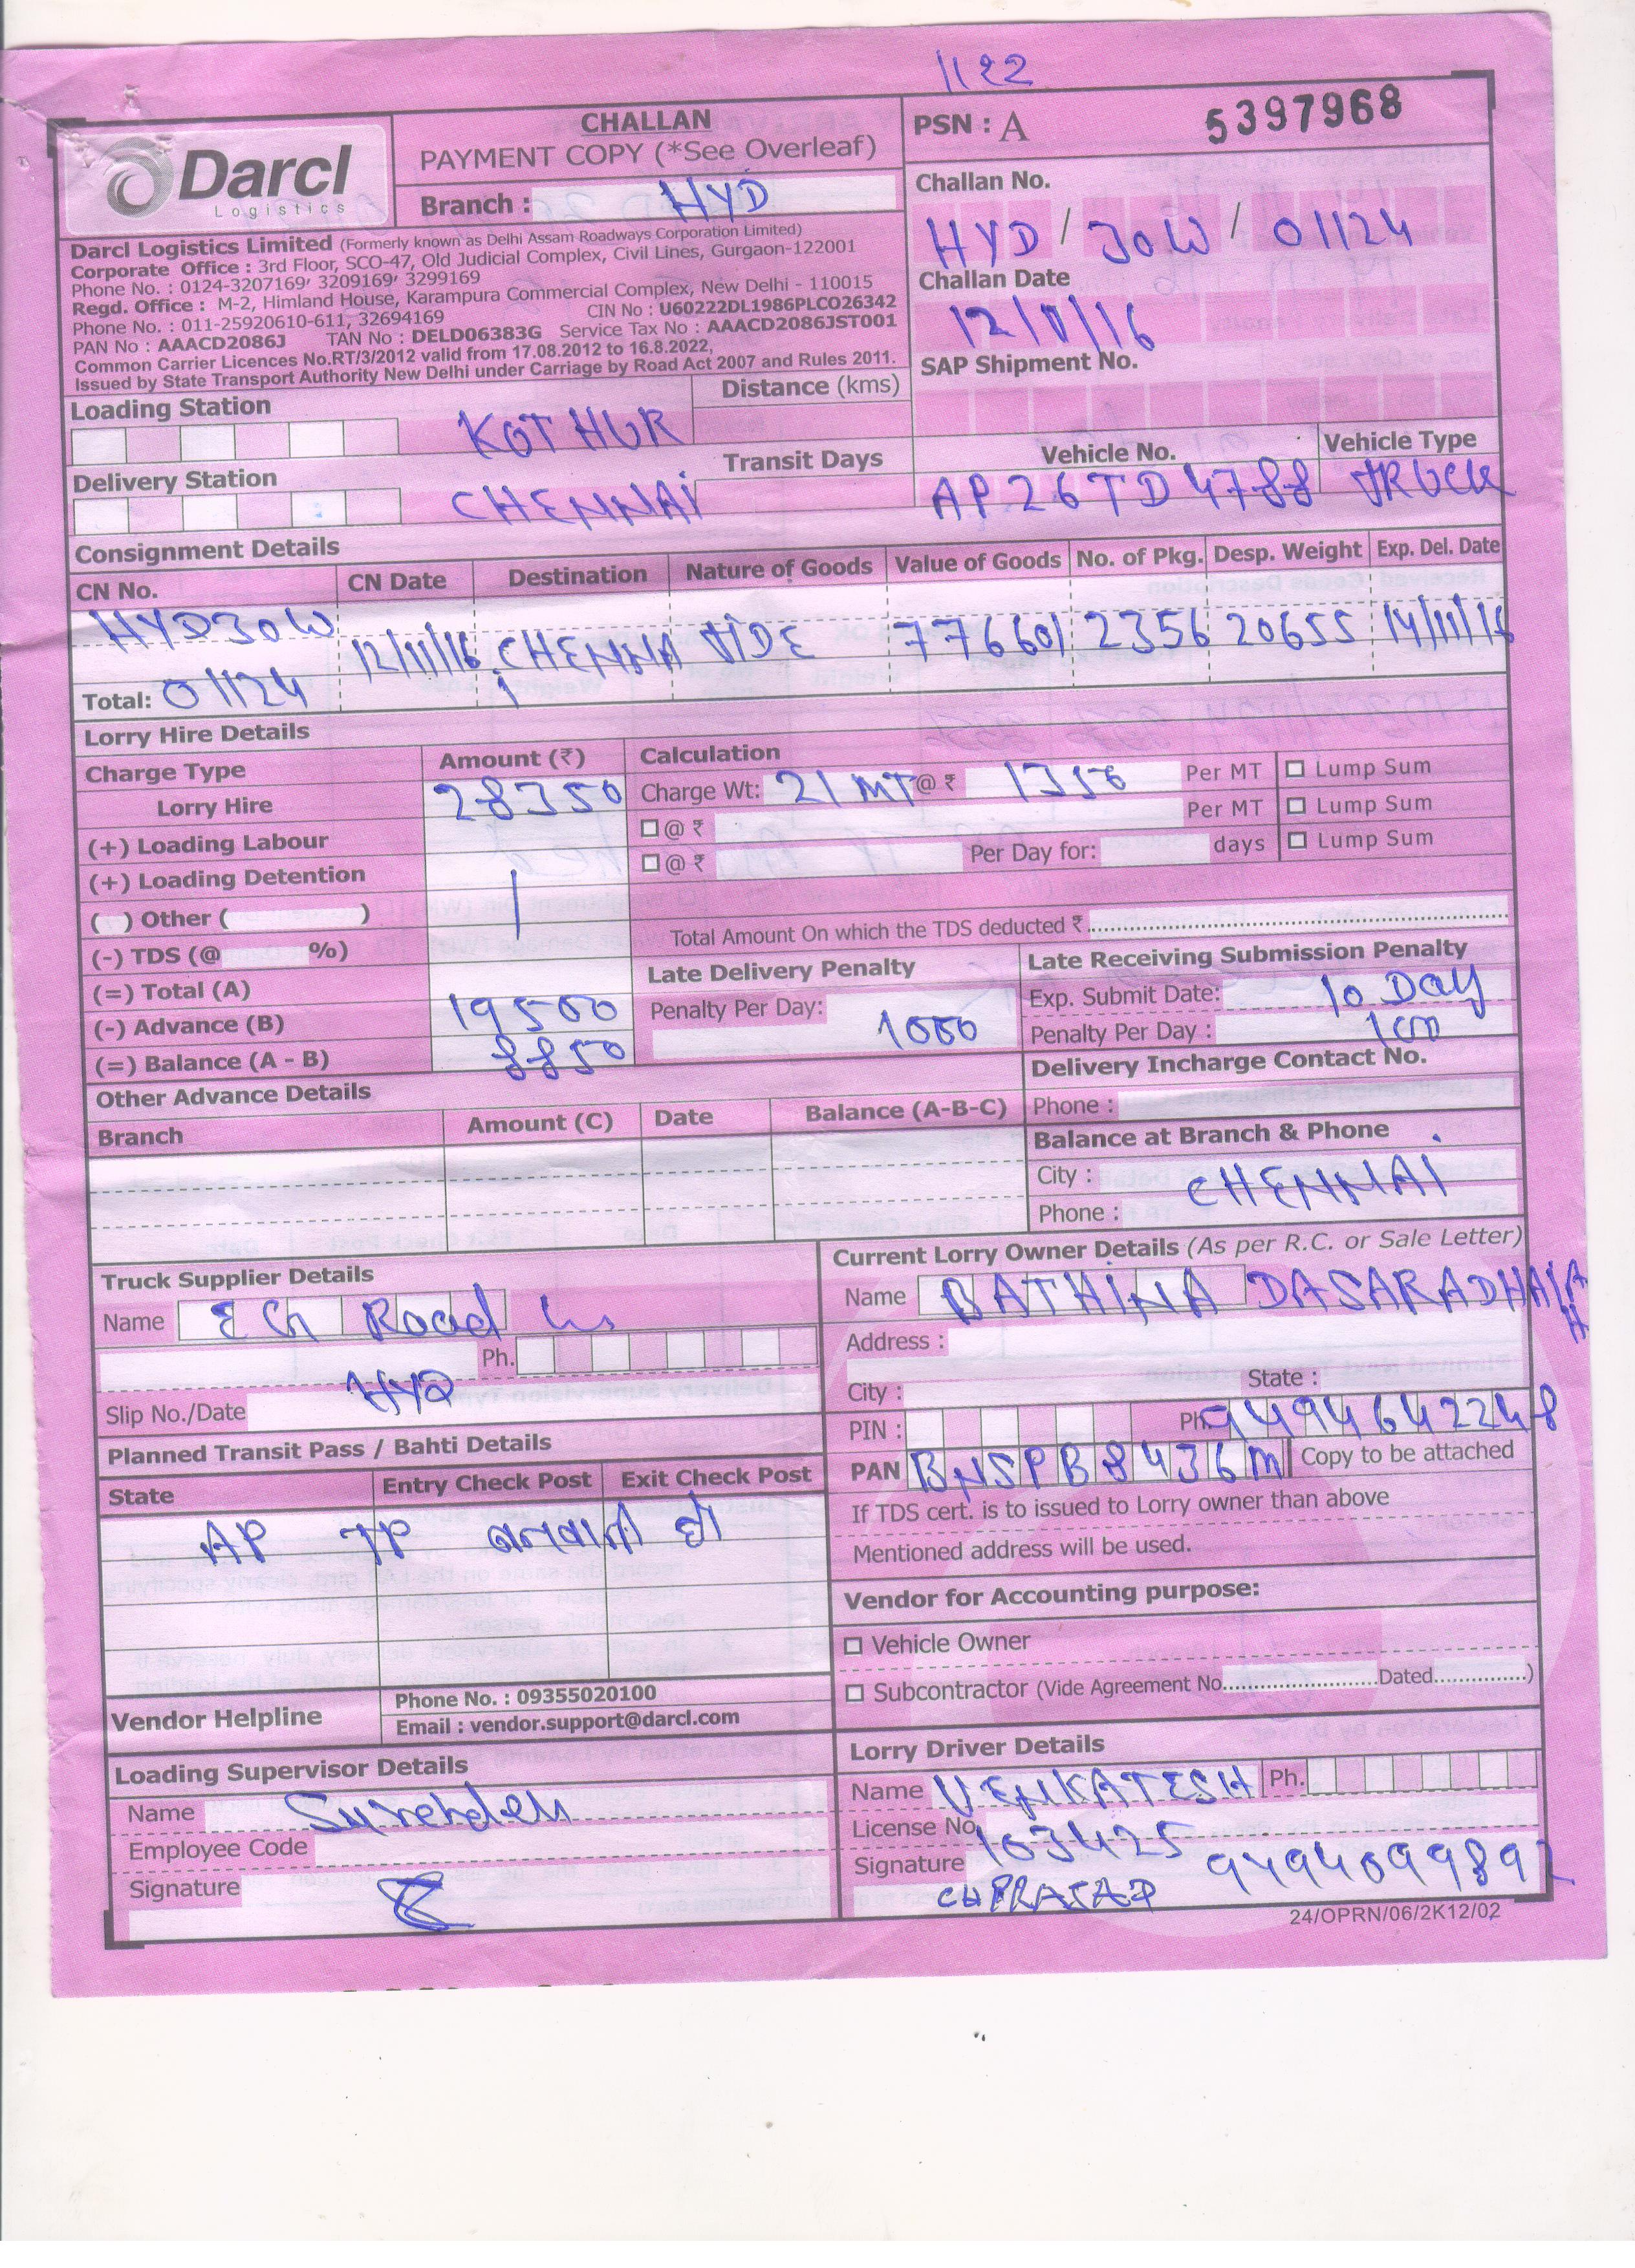 1122
Darcl
Logistics
CHALLAN
PAYMENT COPY (*See Overleaf)
Branch : HYD
PSN : A 5397968
Challan No.
HYD / 30W / 01124
Challan Date
12/11/16
SAP Shipment No.
Darcl Logistics Limited (Formerly known as Delhi Assam Roadways Corporation Limited)
Corporate Office : 3rd Floor, SCO-47, Old Judicial Complex, Civil Lines, Gurgaon-122001
Phone No. : 0124-3207169, 3209169, 3299169
Regd. Office : M-2, Himland House, Karampura Commercial Complex, New Delhi - 110015
Phone No. : 011-25920610-611, 32694169 CIN No : U60222DL1986PLCO26342
PAN No : AAACD2086J TAN No : DELD06383G Service Tax No : AAACD2086JST001
Common Carrier Licences No.RT/3/2012 valid from 17.08.2012 to 16.8.2022,
Issued by State Transport Authority New Delhi under Carriage by Road Act 2007 and Rules 2011.
Loading Station KOTHUR Distance (kms)
Delivery Station CHENNAI Transit Days
Vehicle No. Vehicle Type
AP26TD4788 TRUCK
Consignment Details
CN No. CN Date Destination Nature of Goods Value of Goods No. of Pkg. Desp. Weight Exp. Del. Date
HYD30W 12/11/16 CHENNAI 776601 2356 20655 14/11/16
Total: 01124
Lorry Hire Details
Charge Type Amount (₹) Calculation
Lorry Hire 28350 Charge Wt: 21 MT @ ₹ 1350 Per MT Lump Sum
(+) Loading Labour @ ₹ Per MT Lump Sum
(+) Loading Detention @ ₹ Per Day for: days Lump Sum
( ) Other ( )
(-) TDS (@ %) Total Amount On which the TDS deducted ₹
(=) Total (A)
(-) Advance (B) 19500
(=) Balance (A - B) 8850
Late Delivery Penalty
Penalty Per Day: 1000
Late Receiving Submission Penalty
Exp. Submit Date: 10 Day
Penalty Per Day : 100
Delivery Incharge Contact No.
Phone :
Other Advance Details
Branch Amount (C) Date Balance (A-B-C)
Balance at Branch & Phone
City : CHENNAI
Phone :
Truck Supplier Details
Name Road
Ph.
HYD
Slip No./Date
Current Lorry Owner Details (As per R.C. or Sale Letter)
Name BATHINA DASARADHAIAH
Address :
City : State :
PIN : Ph. 9494642248
PAN BNSPB8436M Copy to be attached
If TDS cert. is to issued to Lorry owner than above
Mentioned address will be used.
Planned Transit Pass / Bahti Details
State Entry Check Post Exit Check Post
AP TP
Vendor for Accounting purpose:
Vehicle Owner
Subcontractor (Vide Agreement No. Dated )
Vendor Helpline
Phone No. : 09355020100
Email : vendor.support@darcl.com
Loading Supervisor Details
Name Surender
Employee Code
Signature
Lorry Driver Details
Name VENKATESH Ph.
License No. 103425
Signature 9494099892
CH PRASAD
24/OPRN/06/2K12/02